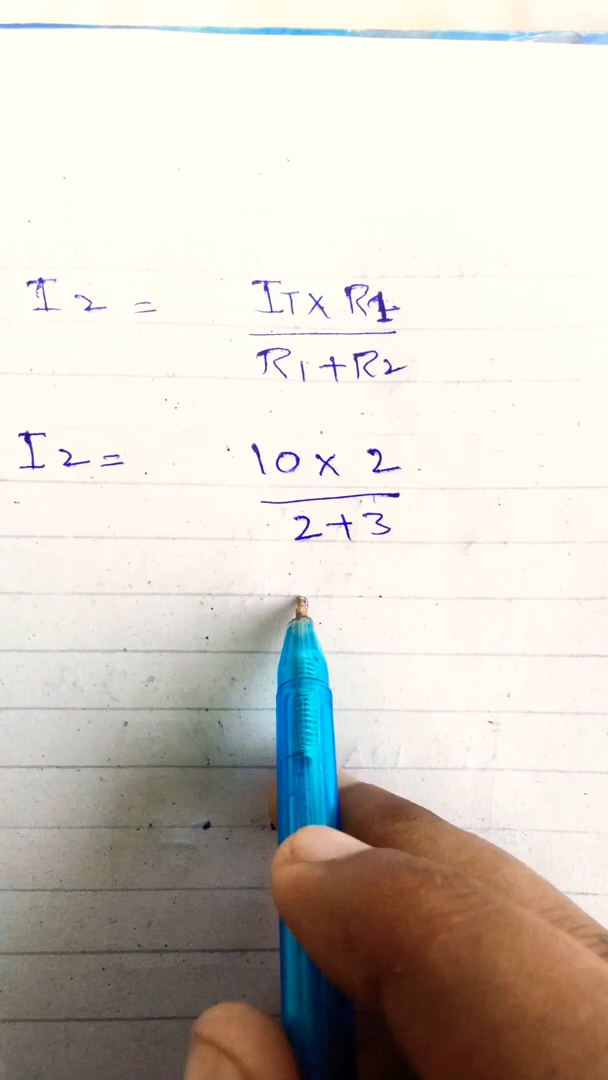 I2 = IT x R1
R1+R2
I2 = 10 x 2
2+3